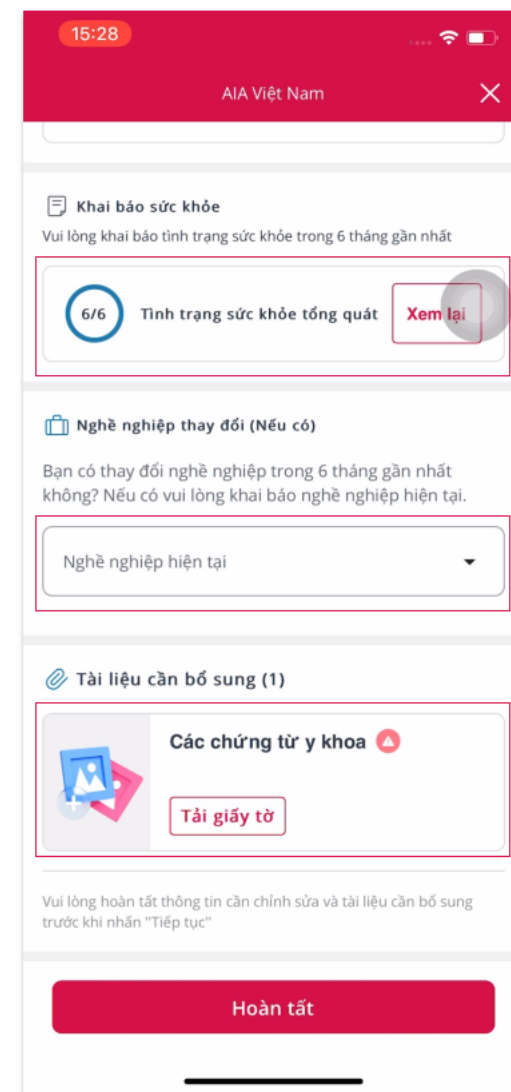 15:28
AIA Việt Nam
Khai báo sức khỏe
Vui lòng khai báo tình trạng sức khỏe trong 6 tháng gần nhất
6/6
Tình trạng sức khỏe tổng quát
Xem lại
Nghề nghiệp thay đổi (Nếu có)
Bạn có thay đổi nghề nghiệp trong 6 tháng gần nhất
không? Nếu có vui lòng khai báo nghề nghiệp hiện tại.
Nghề nghiệp hiện tại
Tài liệu cần bổ sung (1)
Các chứng từ y khoa
Tải giấy tờ
Vui lòng hoàn tất thông tin cần chỉnh sửa và tài liệu cần bổ sung
trước khi nhấn "Tiếp tục"
Hoàn tất